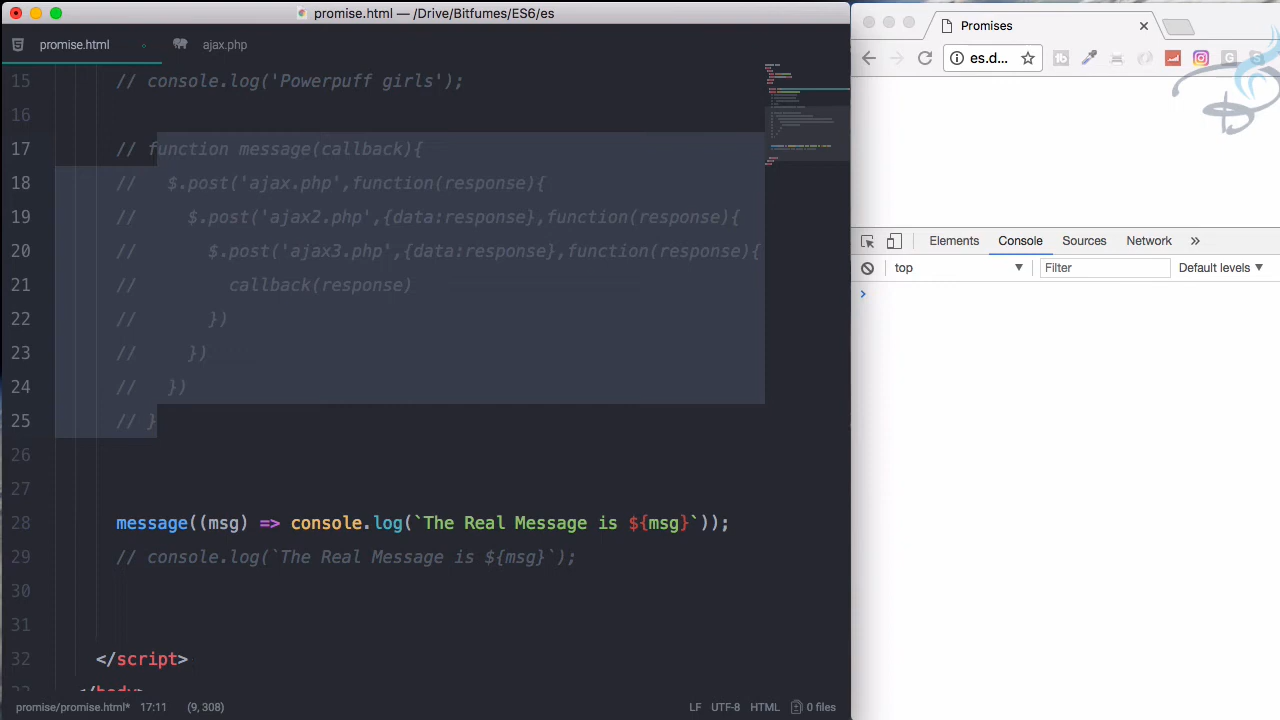 promise.html — /Drive/Bitfumes/ES6/es
promise.html
ajax.php
15 // console.log('Powerpuff girls');
16
17 // function message(callback){
18 //   $.post('ajax.php',function(response){
19 //     $.post('ajax2.php',{data:response},function(response){
20 //       $.post('ajax3.php',{data:response},function(response){
21 //         callback(response)
22 //       })
23 //     })
24 //   })
25 // }
26
27
28 message((msg) => console.log(`The Real Message is ${msg}`));
29 // console.log(`The Real Message is ${msg}`);
30
31
32 </script>
33 </body>
promise/promise.html* 17:11 (9, 308) LF UTF-8 HTML 0 files
Promises
es.d...
Elements Console Sources Network »
top Filter Default levels